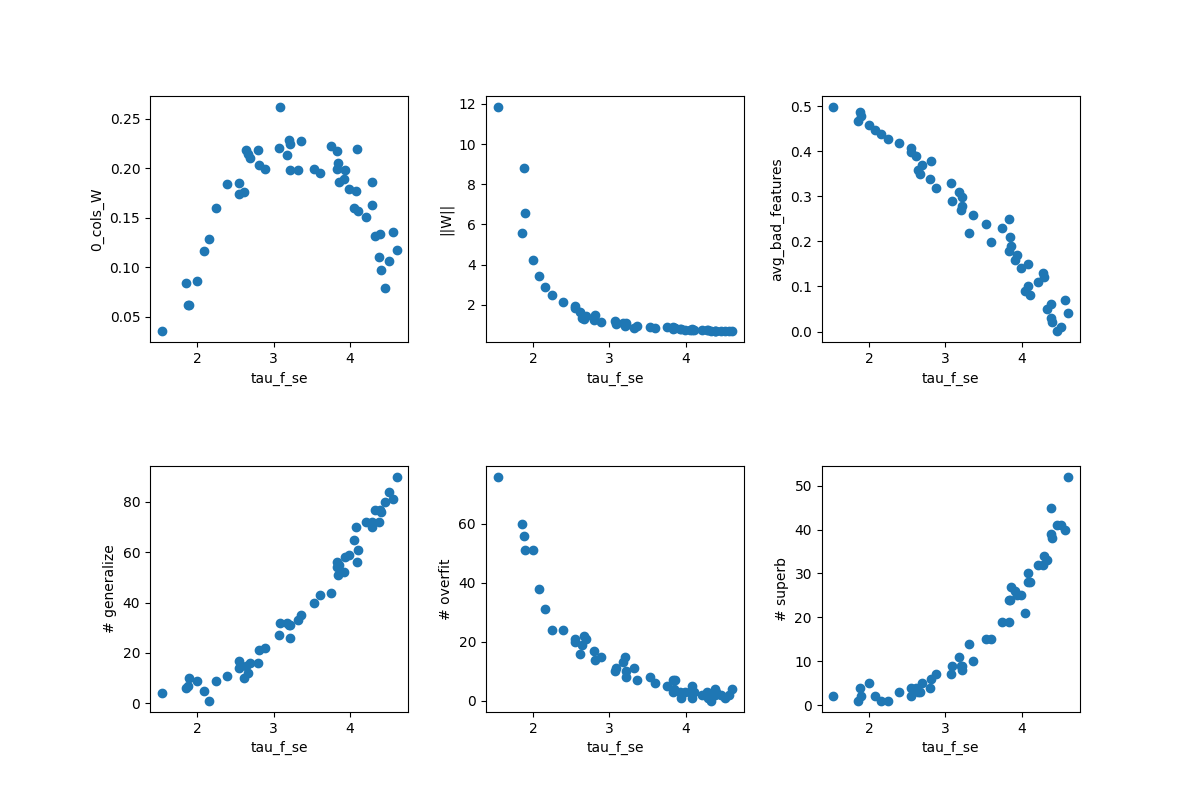 0_cols_W
0.25
0.20
0.15
0.10
0.05
2 3 4
tau_f_se
||W||
12
10
8
6
4
2
2 3 4
tau_f_se
avg_bad_features
0.5
0.4
0.3
0.2
0.1
0.0
2 3 4
tau_f_se
# generalize
80
60
40
20
0
2 3 4
tau_f_se
# overfit
60
40
20
0
2 3 4
tau_f_se
# superb
50
40
30
20
10
0
2 3 4
tau_f_se